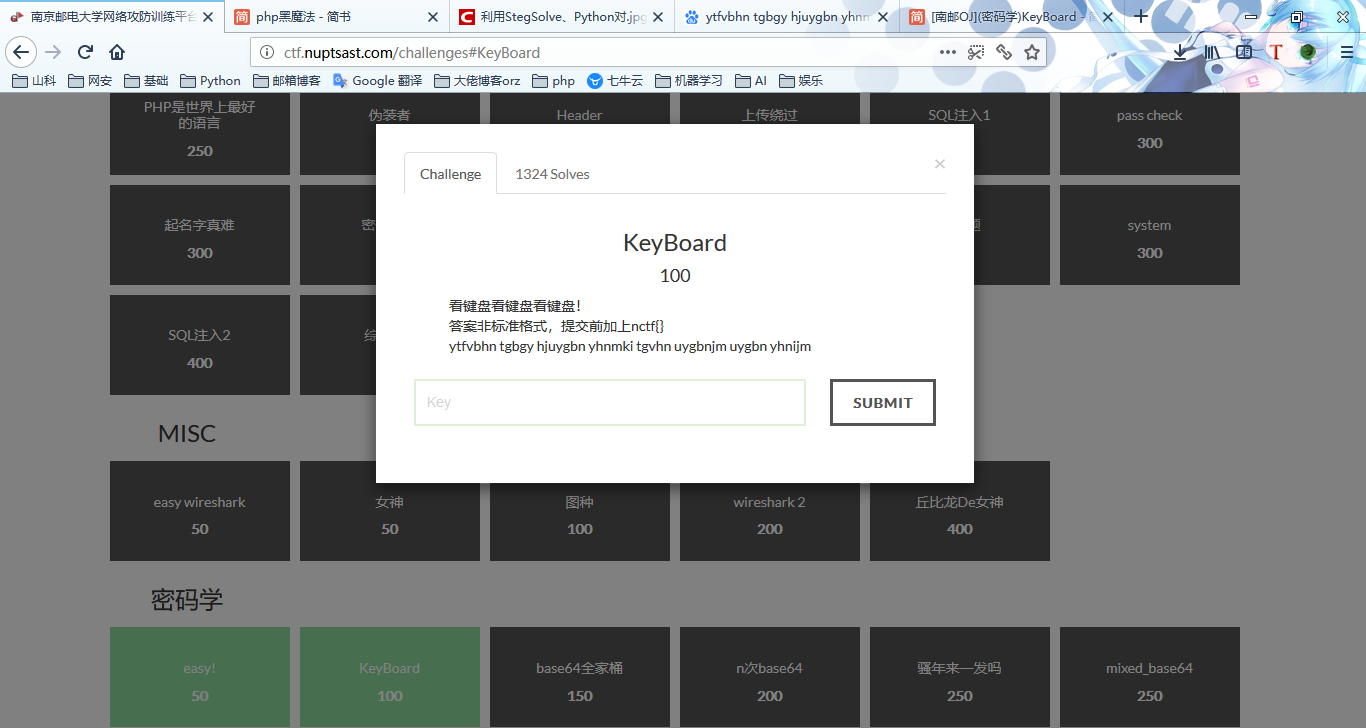 南京邮电大学网络攻防训练平台
php黑魔法 - 简书
利用StegSolve、Python对.jpg
ytfvbhn tgbgy hjuygbn yhnm
[南邮OJ](密码学)KeyBoard -
ctf.nuptsast.com/challenges#KeyBoard
山科 网安 基础 Python 邮箱博客 Google 翻译 大佬博客orz php 七牛云 机器学习 AI 娱乐
PHP是世界上最好
的语言
250
伪装者
Header
上传绕过
SQL注入1
pass check
300
Challenge
1324 Solves
×
KeyBoard
100
看键盘看键盘看键盘！
答案非标准格式，提交前加上nctf{}
ytfvbhn tgbgy hjuygbn yhnmki tgvhn uygbnjm uygbn yhnijm
Key
SUBMIT
起名字真难
300
密
题
system
300
SQL注入2
400
综
MISC
easy wireshark
50
女神
50
图种
100
wireshark 2
200
丘比龙De女神
400
密码学
easy!
50
KeyBoard
100
base64全家桶
150
n次base64
200
骚年来一发吗
250
mixed_base64
250